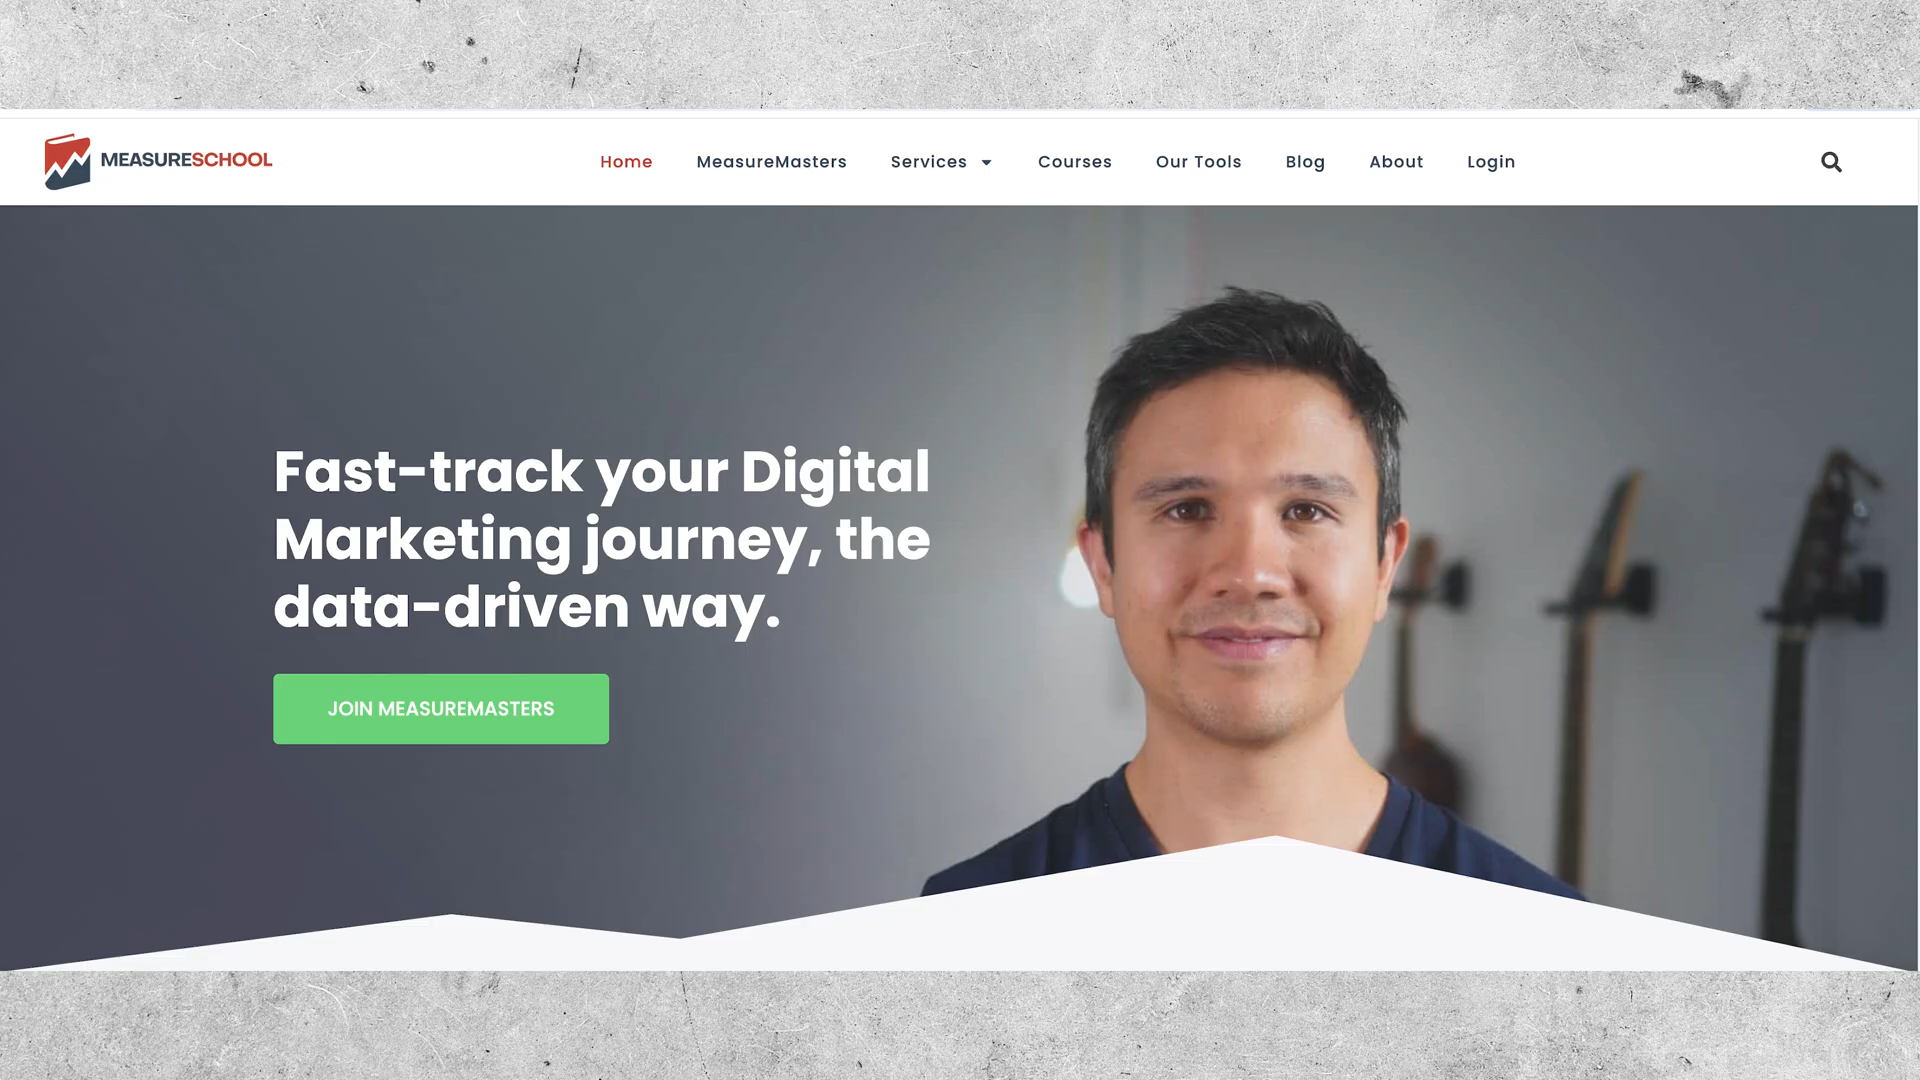 MEASURESCHOOL
Home MeasureMasters Services Courses Our Tools Blog About Login
Fast-track your Digital
Marketing journey, the
data-driven way.
JOIN MEASUREMASTERS